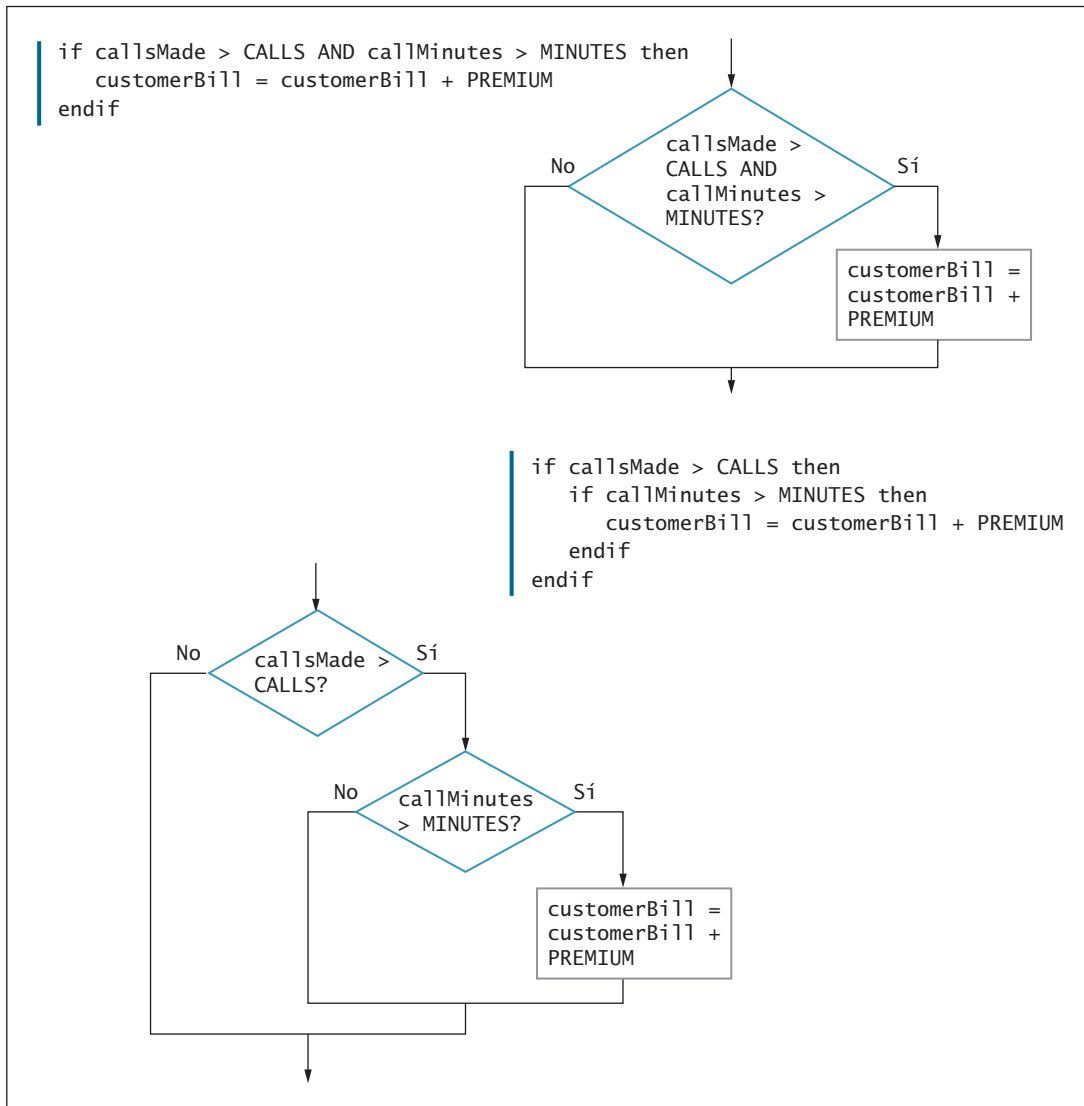 if callsMade > CALLS AND callMinutes > MINUTES then
   customerBill = customerBill + PREMIUM
endif
callsMade >
CALLS AND
callMinutes >
MINUTES?
No
Sí
customerBill =
customerBill +
PREMIUM
if callsMade > CALLS then
   if callMinutes > MINUTES then
      customerBill = customerBill + PREMIUM
   endif
endif
No
callsMade >
CALLS?
Sí
No
callMinutes
> MINUTES?
Sí
customerBill =
customerBill +
PREMIUM